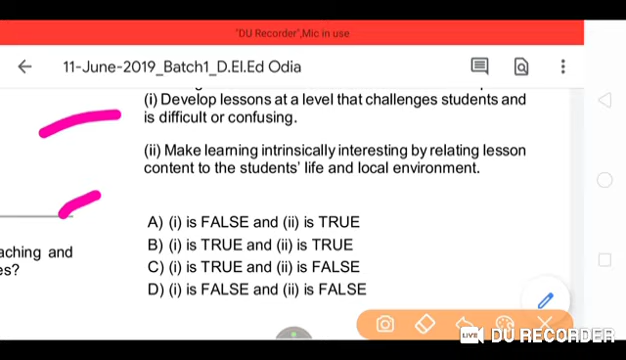 "DU Recorder",Mic in use
11-June-2019_Batch1_D.El.Ed Odia
(i) Develop lessons at a level that challenges students and
is difficult or confusing.
(ii) Make learning intrinsically interesting by relating lesson
content to the students' life and local environment.
A) (i) is FALSE and (ii) is TRUE
aching and
B) (i) is TRUE and (ii) is TRUE
es?
C) (i) is TRUE and (ii) is FALSE
D) (i) is FALSE and (ii) is FALSE
LIVE DU RECORDER